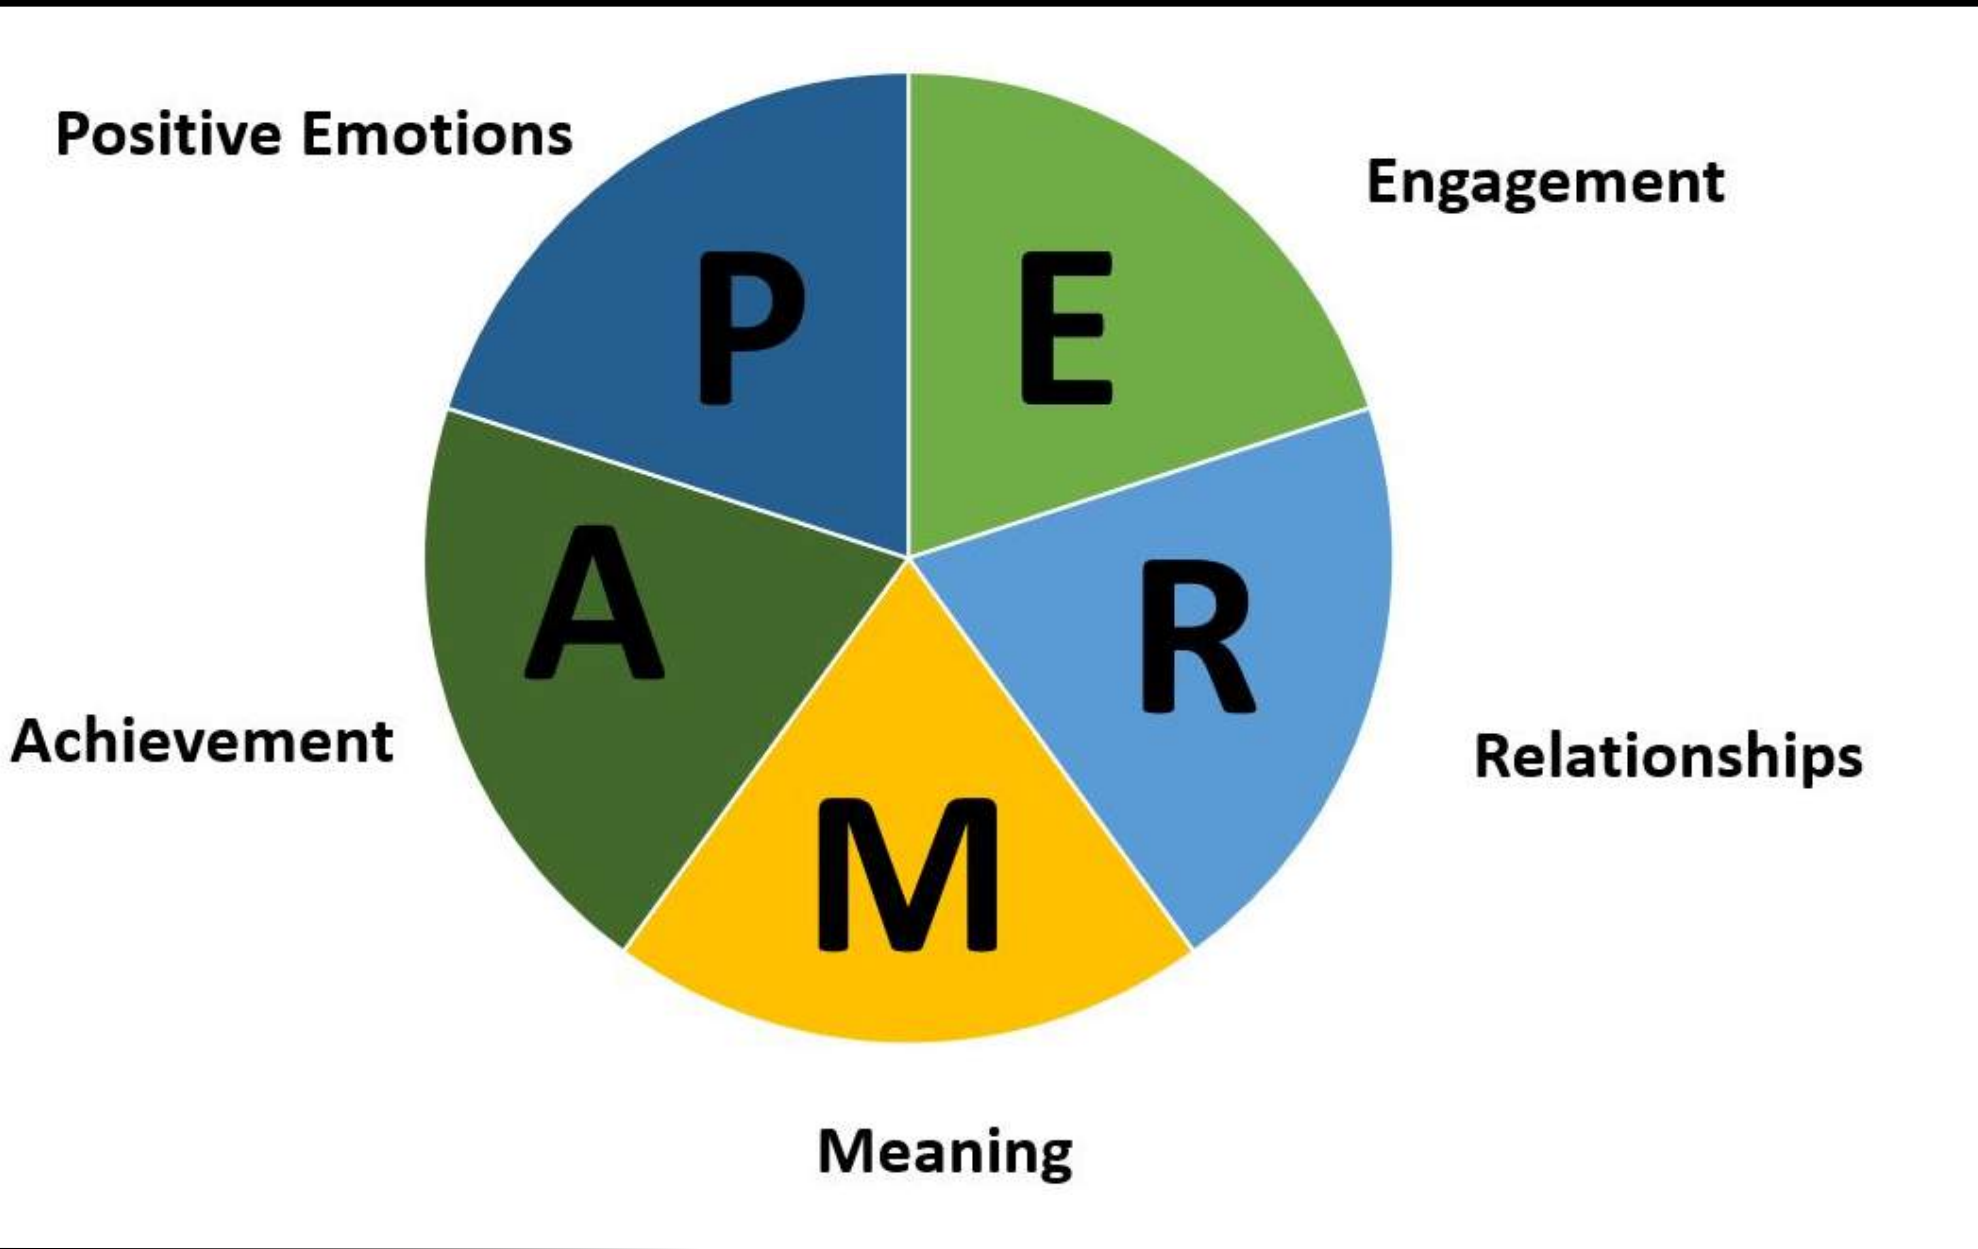 Positive Emotions
Engagement
P
E
A
R
Achievement
Relationships
M
Meaning